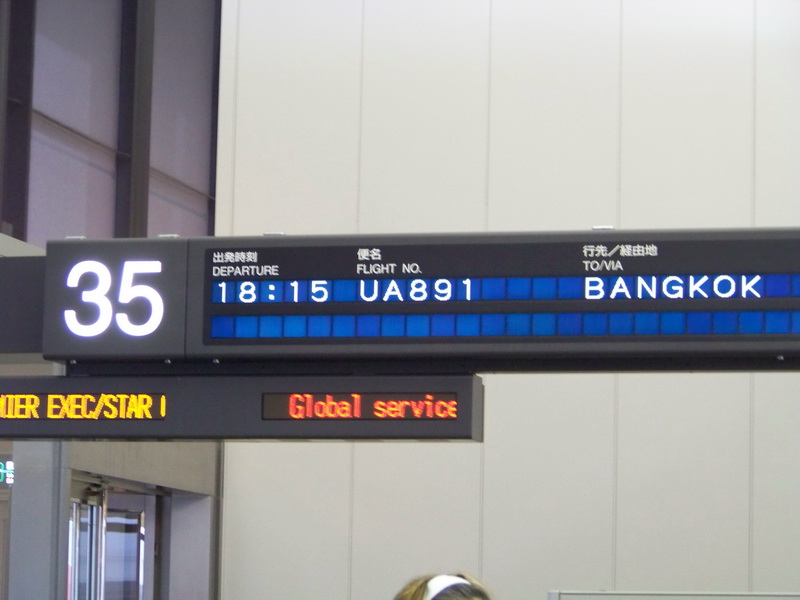 35
出発時刻 便名 行先／経由地
DEPARTURE FLIGHT NO. TO/VIA
18:15 UA891 BANGKOK
EXEC/STAR Global service